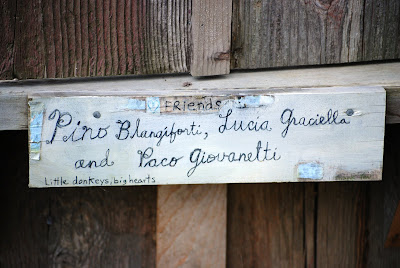 FRiends
Pino Blangiforti, Lucia Graciella
and Paco Giovanetti
Little donkeys, big hearts